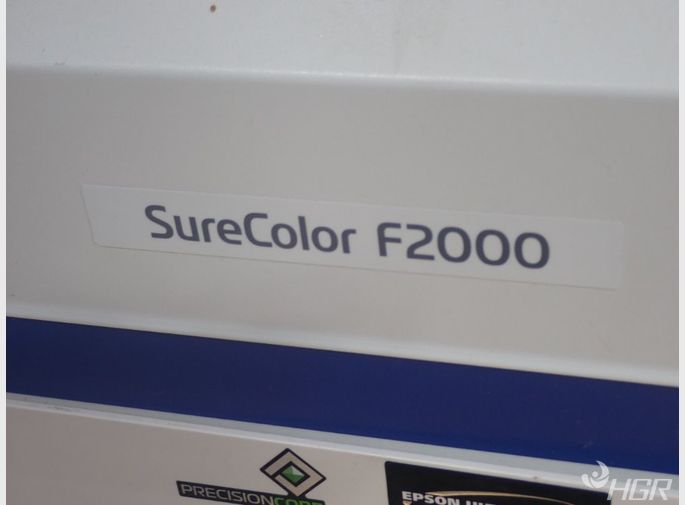 SureColor F2000
PRECISIONCORE
EPSON
HGR